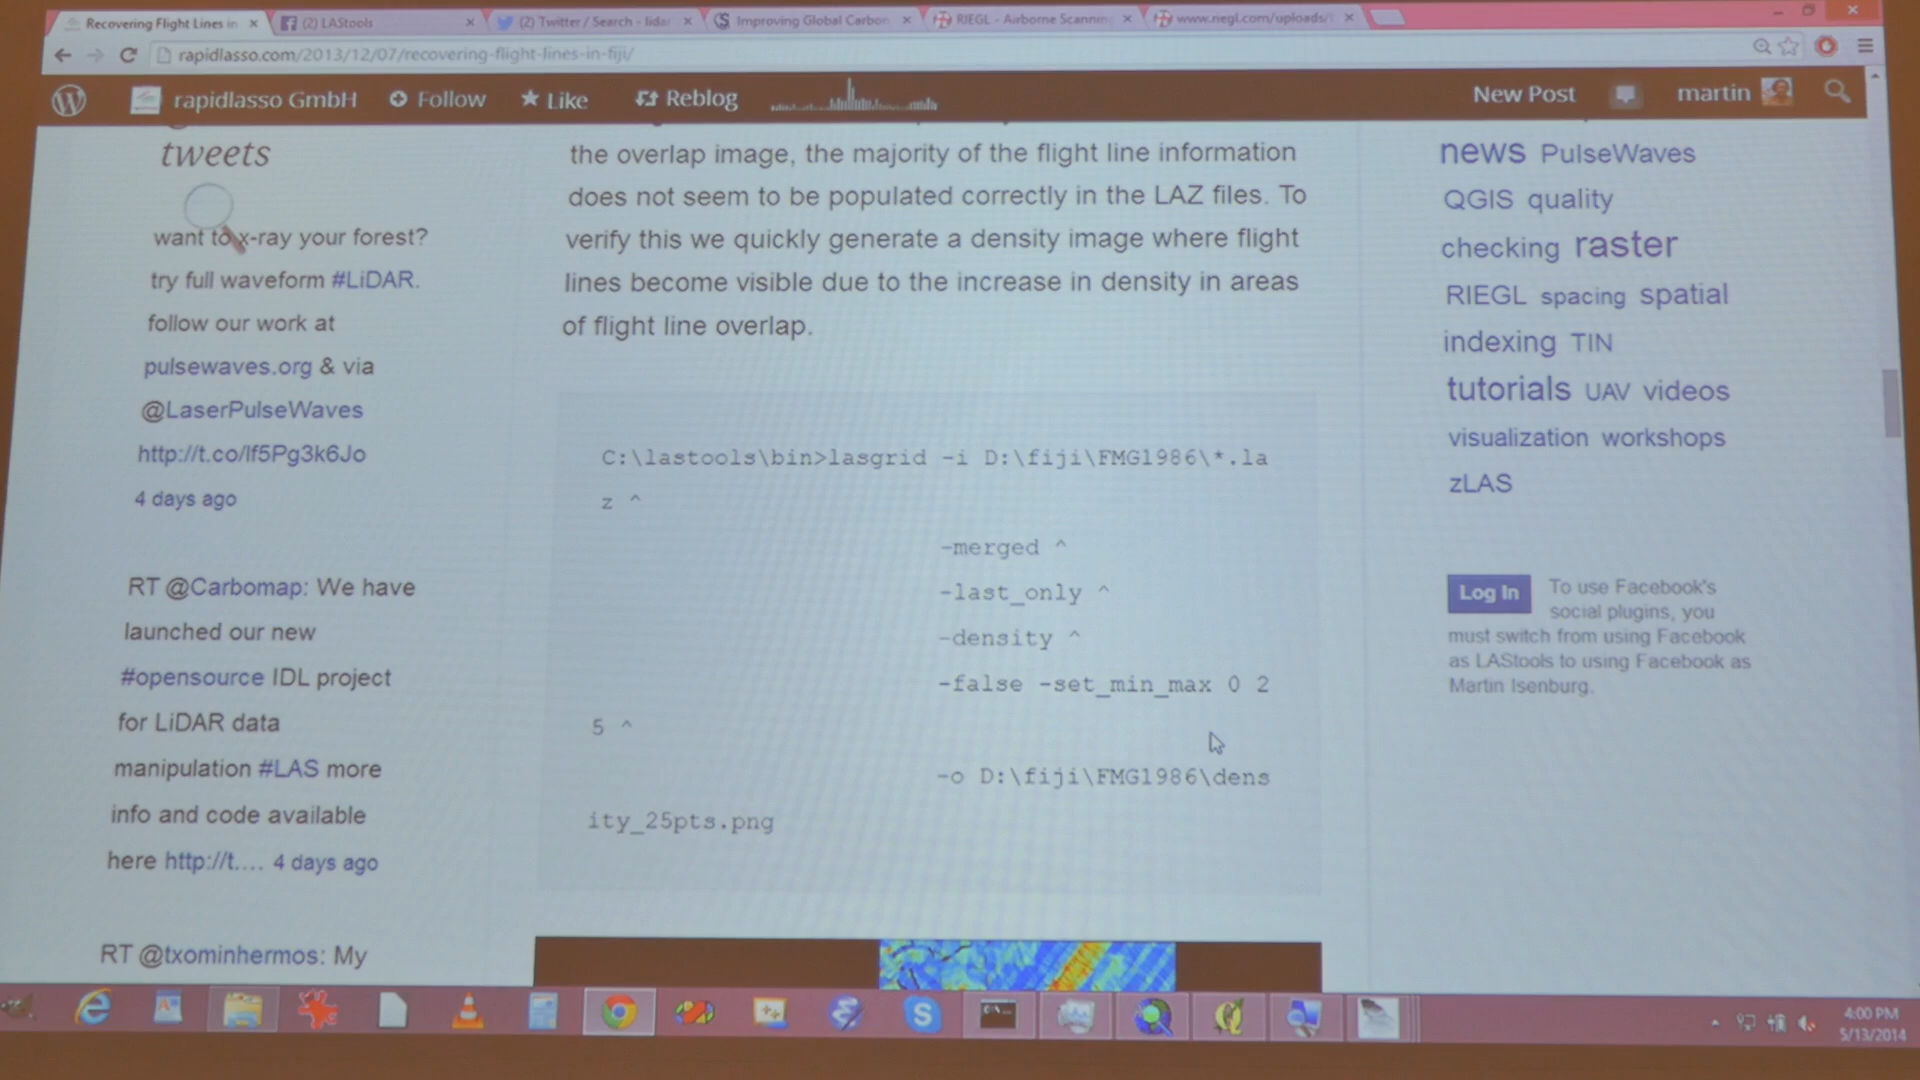 Recovering Flight Lines in
(2) LAStools
(2) Twitter / Search - lidar
Improving Global Carbon
RIEGL - Airborne Scanning
www.riegl.com/uploads/
rapidlasso.com/2013/12/07/recovering-flight-lines-in-fiji/
rapidlasso GmbH
Follow
Like
Reblog
New Post
martin
tweets
want to x-ray your forest?
try full waveform #LiDAR.
follow our work at
pulsewaves.org & via
@LaserPulseWaves
http://t.co/lf5Pg3k6Jo
4 days ago
RT @Carbomap: We have
launched our new
#opensource IDL project
for LiDAR data
manipulation #LAS more
info and code available
here http://t.... 4 days ago
RT @txominhermos: My
the overlap image, the majority of the flight line information
does not seem to be populated correctly in the LAZ files. To
verify this we quickly generate a density image where flight
lines become visible due to the increase in density in areas
of flight line overlap.
C:\lastools\bin>lasgrid -i D:\fiji\FMG1986\*.la
z ^
-merged ^
-last_only ^
-density ^
-false -set_min_max 0 2
5 ^
-o D:\fiji\FMG1986\dens
ity_25pts.png
news PulseWaves
QGIS quality
checking raster
RIEGL spacing spatial
indexing TIN
tutorials UAV videos
visualization workshops
zLAS
Log In
To use Facebook's
social plugins, you
must switch from using Facebook
as LAStools to using Facebook as
Martin Isenburg.
4:00 PM
5/13/2014